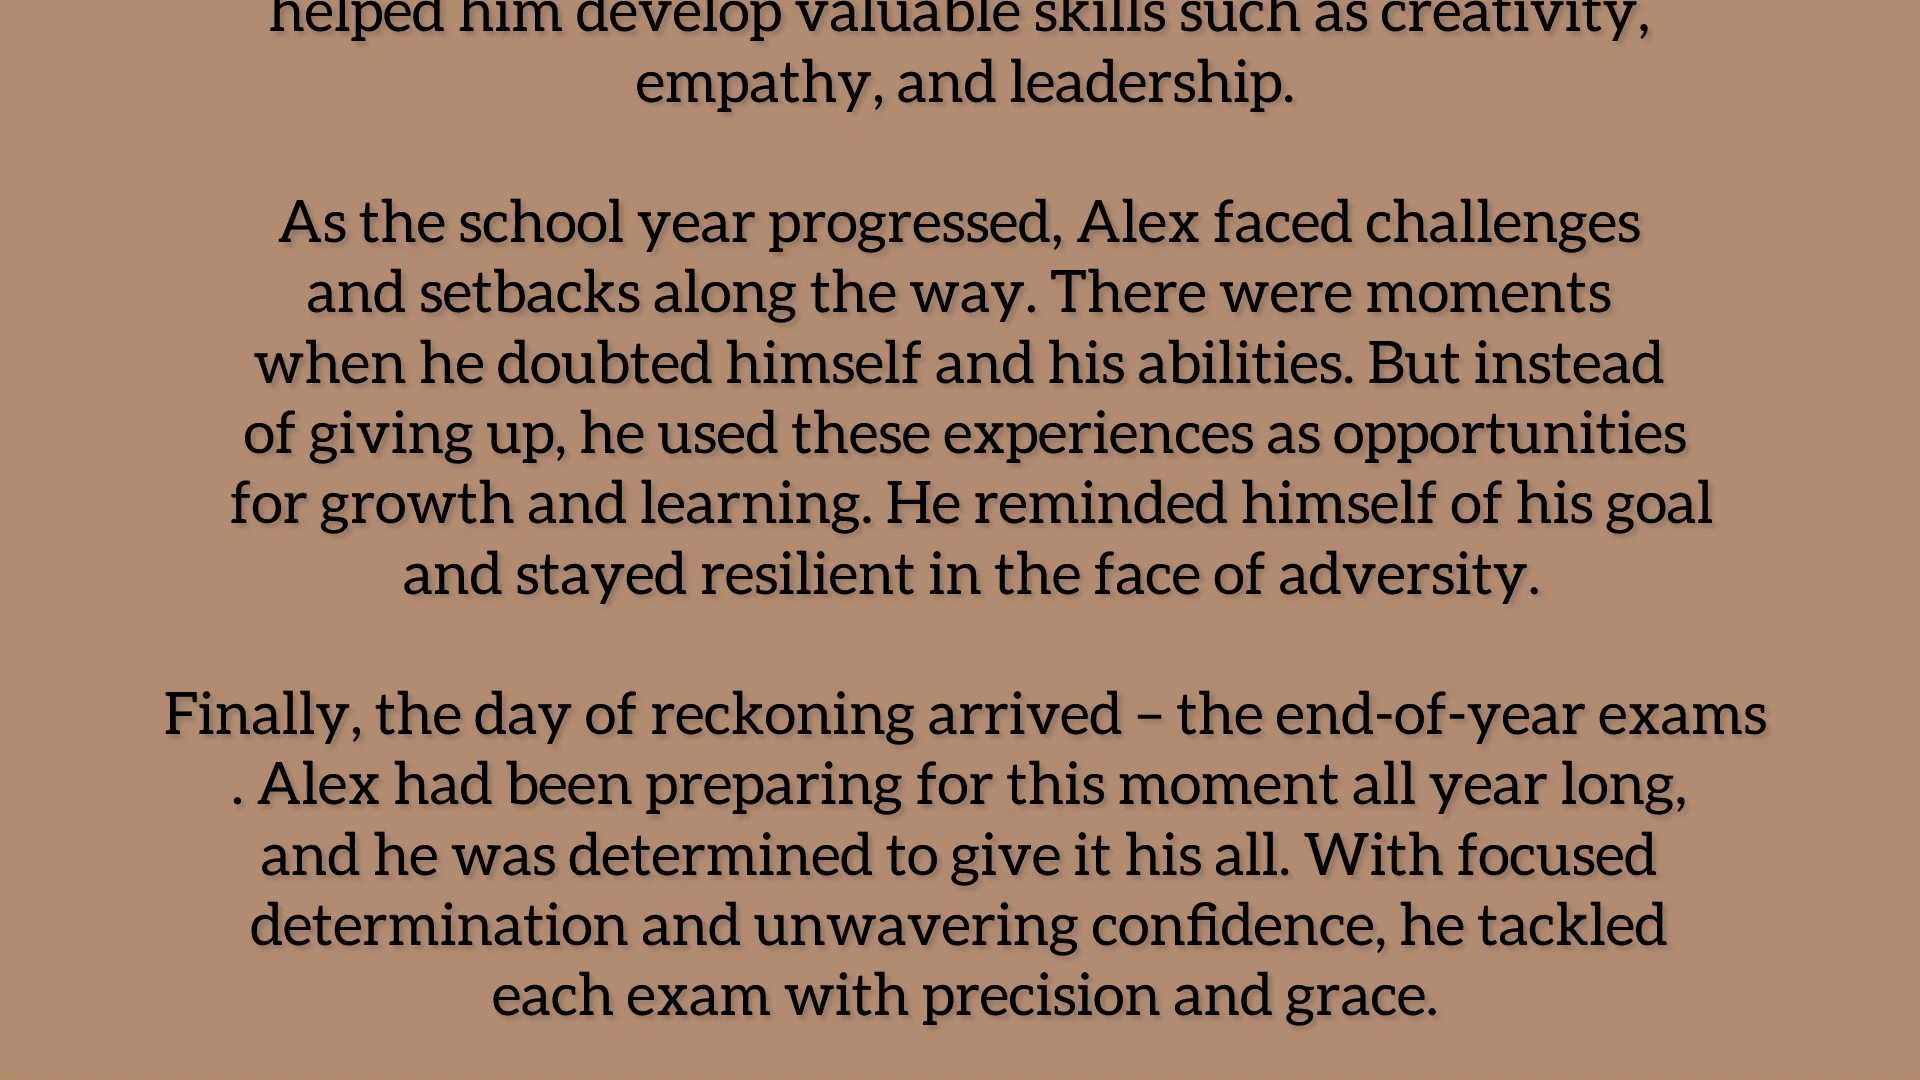 helped him develop valuable skills such as creativity,
empathy, and leadership.
As the school year progressed, Alex faced challenges
and setbacks along the way. There were moments
when he doubted himself and his abilities. But instead
of giving up, he used these experiences as opportunities
for growth and learning. He reminded himself of his goal
and stayed resilient in the face of adversity.
Finally, the day of reckoning arrived – the end-of-year exams
. Alex had been preparing for this moment all year long,
and he was determined to give it his all. With focused
determination and unwavering confidence, he tackled
each exam with precision and grace.